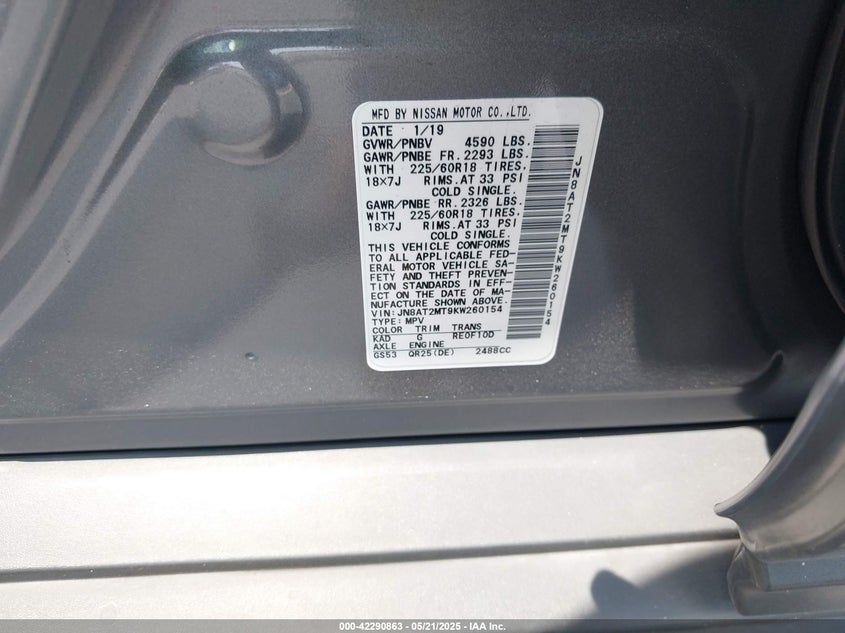 MFD BY NISSAN MOTOR CO.,LTD.
DATE 1/19
GVWR/PNBV 4590 LBS.
GAWR/PNBE FR. 2293 LBS.
WITH 225/60R18 TIRES.
18×7J RIMS.AT 33 PSI
COLD SINGLE.
GAWR/PNBE RR. 2326 LBS.
WITH 225/60R18 TIRES.
18×7J RIMS.AT 33 PSI
COLD SINGLE.
THIS VEHICLE CONFORMS
TO ALL APPLICABLE FED-
ERAL MOTOR VEHICLE SA-
FETY AND THEFT PREVEN-
TION STANDARDS IN EFF-
ECT ON THE DATE OF MA-
NUFACTURE SHOWN ABOVE.
VIN: JN8AT2MT9KW260154
TYPE: MPV
COLOR TRIM TRANS
KAD G RE0F10D
AXLE ENGINE
GS53 QR25(DE) 2488CC
JN8AT2MT9KW260154
000-42290863 - 05/21/2025 - IAA Inc.